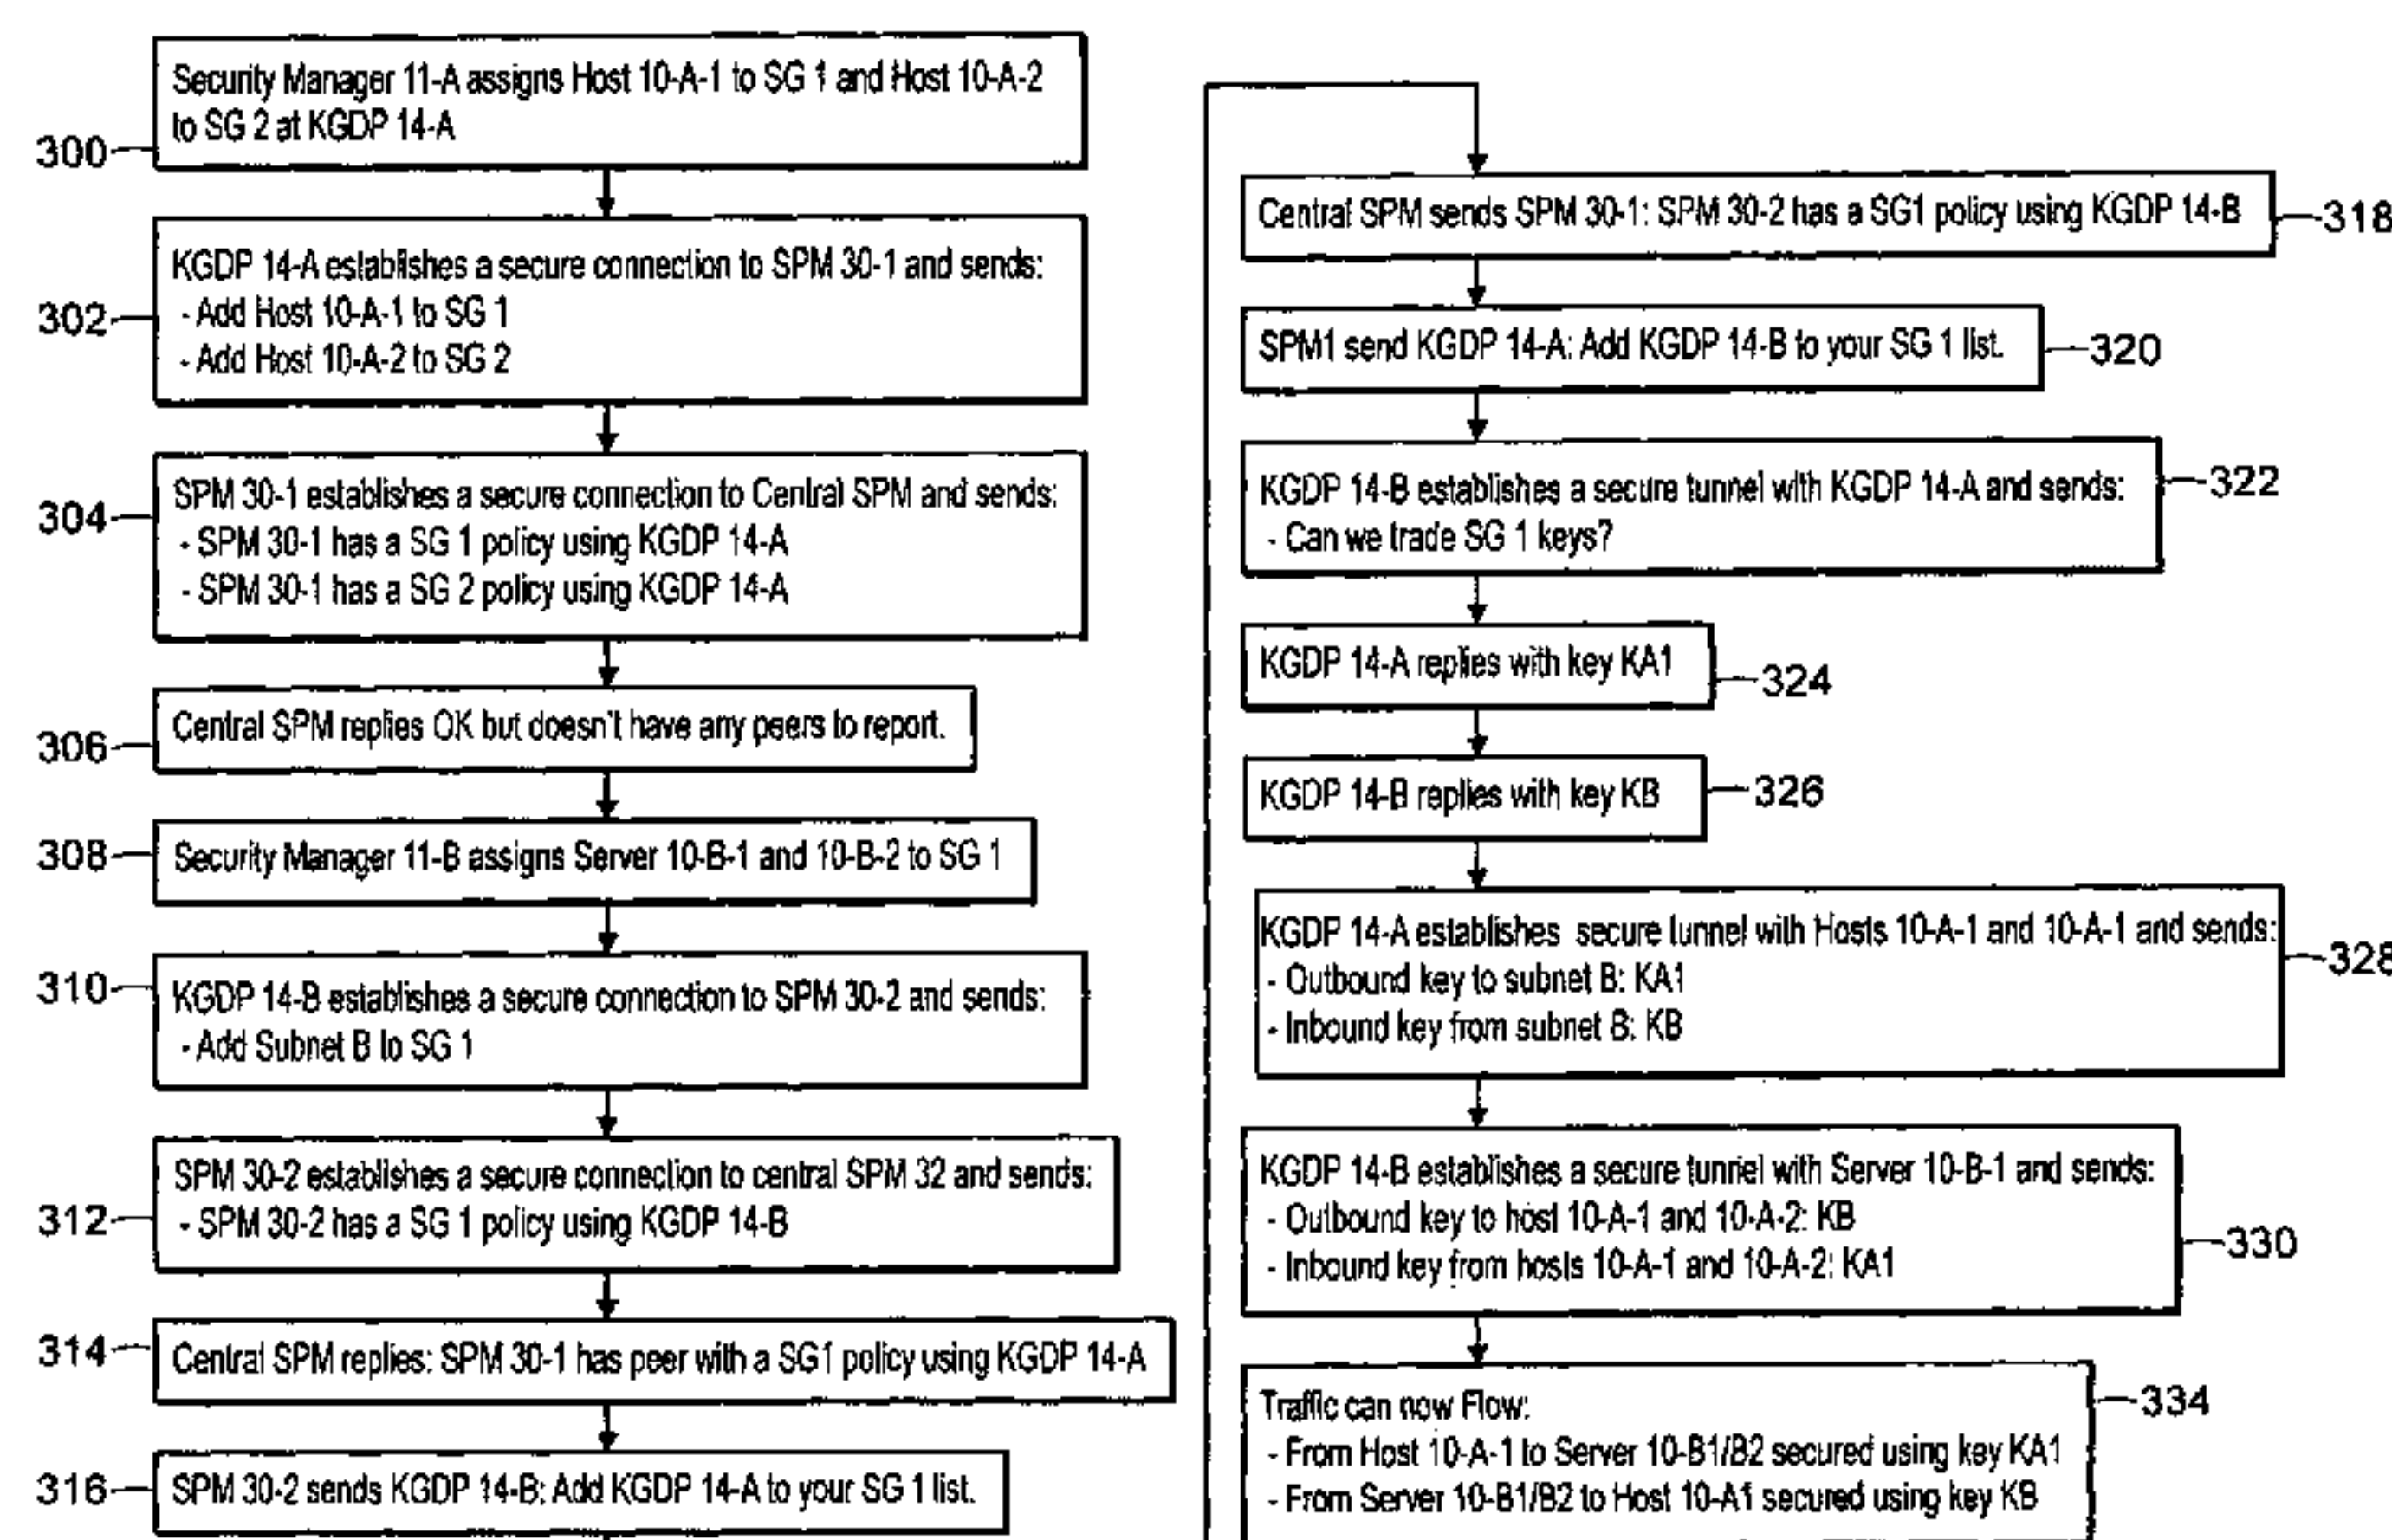 300
Security Manager 11-A assigns Host 10-A-1 to SG 1 and Host 10-A-2
to SG 2 at KGDP 14-A
302
KGDP 14-A establishes a secure connection to SPM 30-1 and sends:
- Add Host 10-A-1 to SG 1
- Add Host 10-A-2 to SG 2
304
SPM 30-1 establishes a secure connection to Central SPM and sends:
- SPM 30-1 has a SG 1 policy using KGDP 14-A
- SPM 30-1 has a SG 2 policy using KGDP 14-A
306
Central SPM replies OK but doesn't have any peers to report.
308
Security Manager 11-B assigns Server 10-B-1 and 10-B-2 to SG 1
310
KGDP 14-B establishes a secure connection to SPM 30-2 and sends:
- Add Subnet B to SG 1
312
SPM 30-2 establishes a secure connection to central SPM 32 and sends:
- SPM 30-2 has a SG 1 policy using KGDP 14-B
314
Central SPM replies: SPM 30-1 has peer with a SG1 policy using KGDP 14-A
316
SPM 30-2 sends KGDP 14-B: Add KGDP 14-A to your SG 1 list.
Central SPM sends SPM 30-1: SPM 30-2 has a SG1 policy using KGDP 14-B
318
SPM1 send KGDP 14-A: Add KGDP 14-B to your SG 1 list.
320
KGDP 14-B establishes a secure tunnel with KGDP 14-A and sends:
- Can we trade SG 1 keys?
322
KGDP 14-A replies with key KA1
324
KGDP 14-B replies with key KB
326
KGDP 14-A establishes secure tunnel with Hosts 10-A-1 and 10-A-1 and sends:
- Outbound key to subnet B: KA1
- Inbound key from subnet B: KB
328
KGDP 14-B establishes a secure tunnel with Server 10-B-1 and sends:
- Outbound key to host 10-A-1 and 10-A-2: KB
- Inbound key from hosts 10-A-1 and 10-A-2: KA1
330
Traffic can now Flow:
- From Host 10-A-1 to Server 10-B1/B2 secured using key KA1
- From Server 10-B1/B2 to Host 10-A1 secured using key KB
334